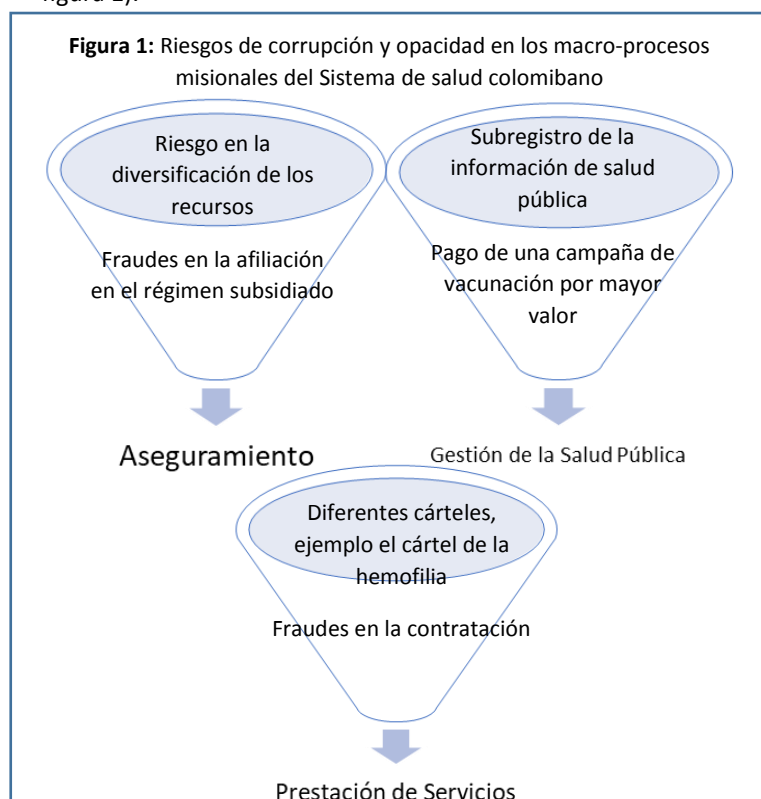 figura 1).
Figura 1: Riesgos de corrupción y opacidad en los macro-procesos
misionales del Sistema de salud colombiano
Riesgo en la
diversificación de los
recursos
Fraudes en la afiliación
en el régimen subsidiado
Aseguramiento
Subregistro de la
información de salud
pública
Pago de una campaña de
vacunación por mayor
valor
Gestión de la Salud Pública
Diferentes cárteles,
ejemplo el cártel de la
hemofilia
Fraudes en la contratación
Prestación de Servicios